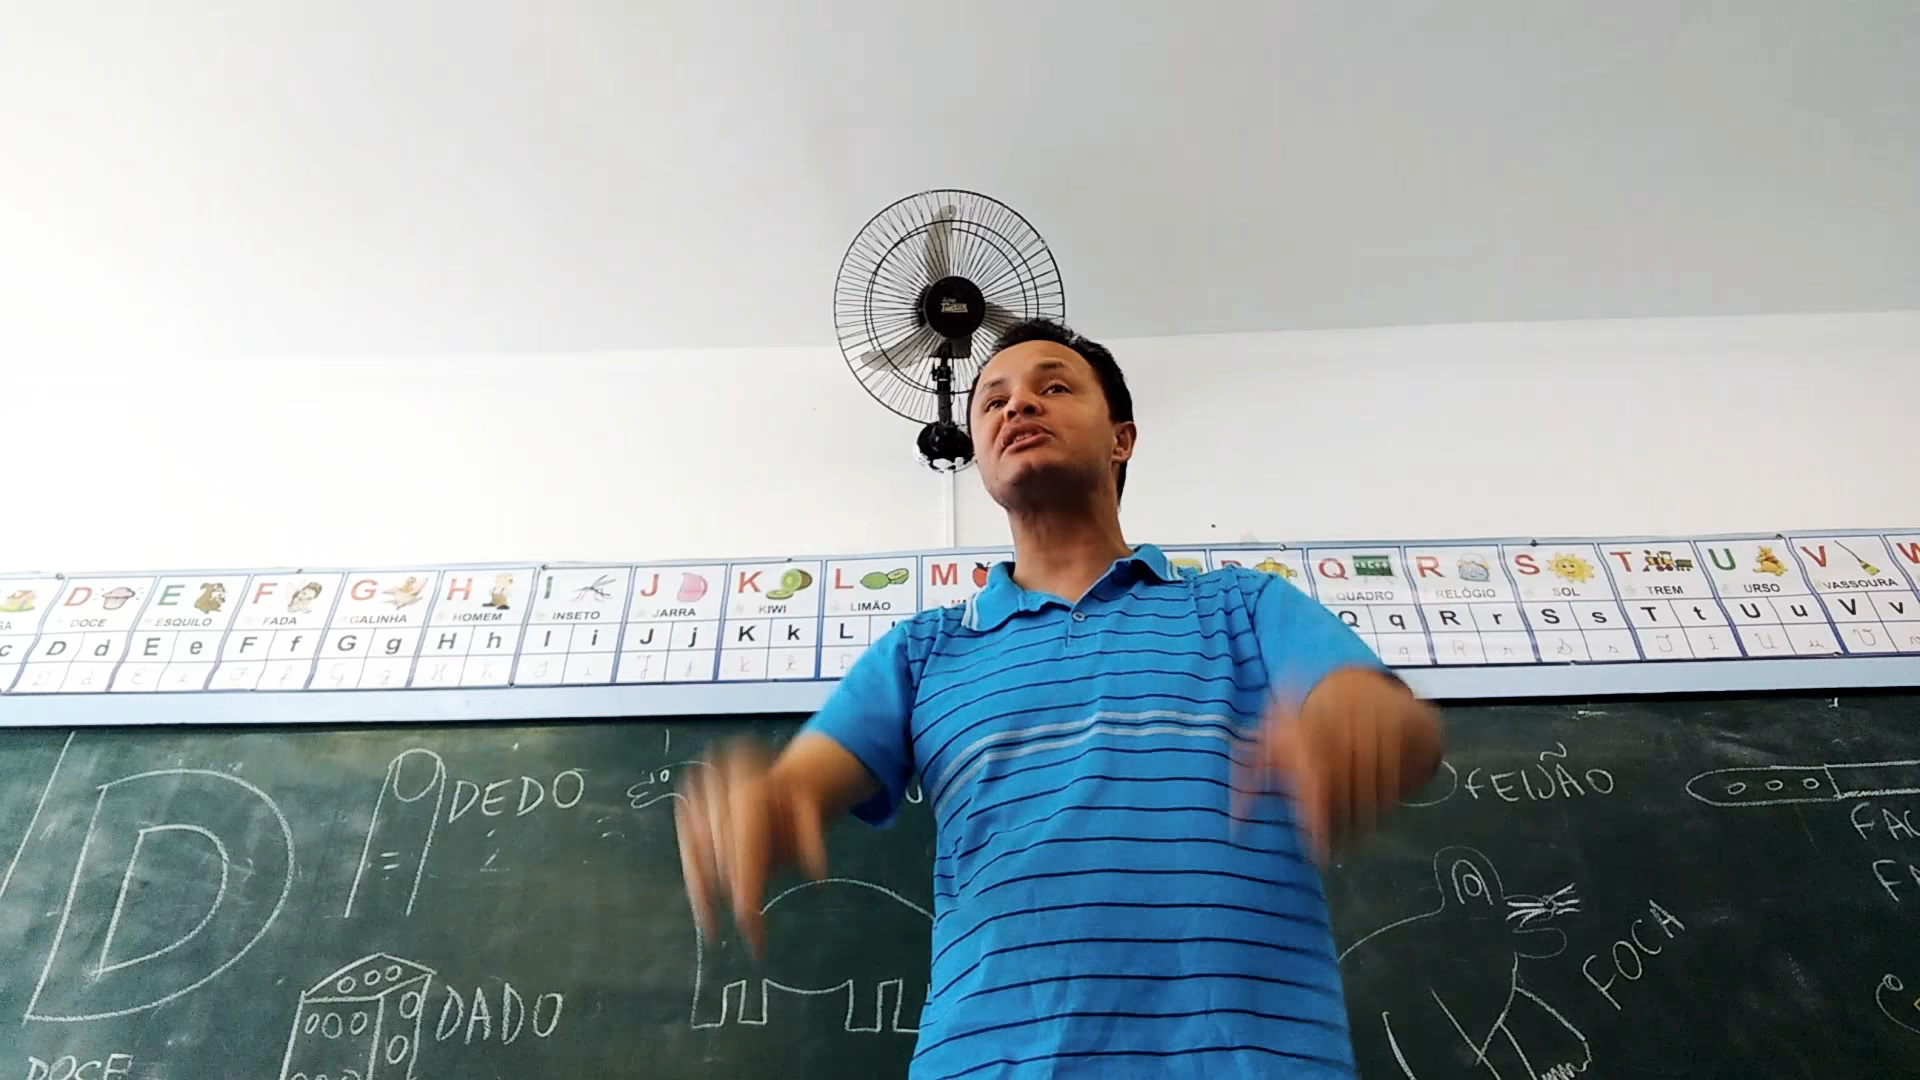 D E F G H I J K L M Q R S T U V W
DOCE ESQUILO FADA GALINHA HOMEM INSETO JARRA KIWI LIMÃO QUADRO RELÓGIO SOL TREM URSO VASSOURA
c D d E e F f G g H h I i J j K k L Q q R r S s T t U u V v
D d E e F f G g H h I i J j K k q R r S s T t U u V
D
DEDO
FEIJÃO
DADO
FOCA
DOCE